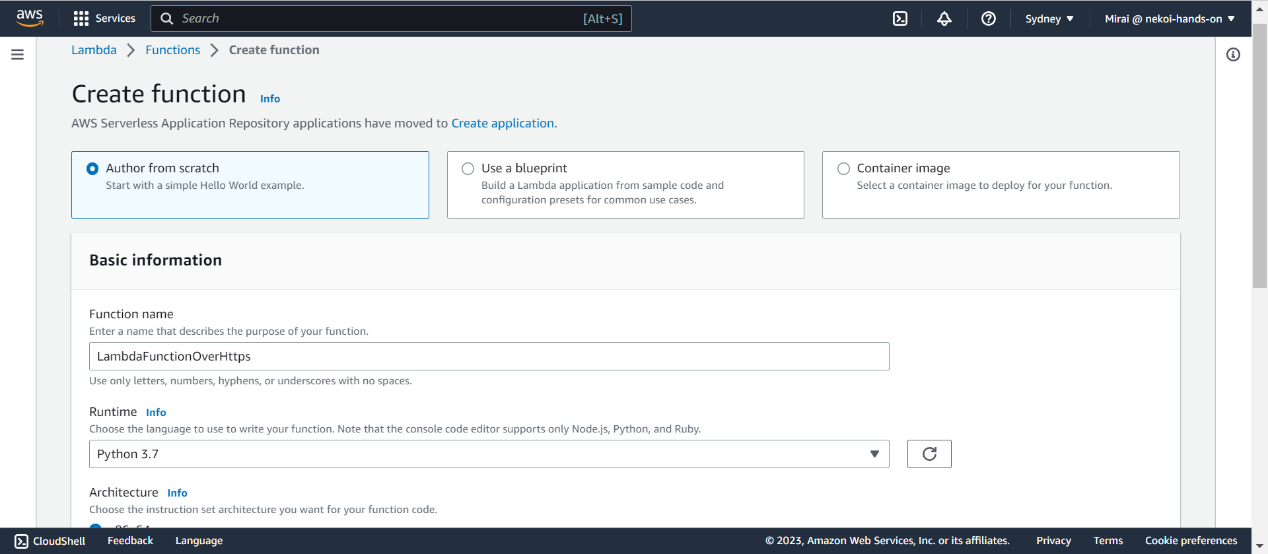 aws Services Search [Alt+S] Sydney ▼ Mirai @ nekoi-hands-on ▼
Lambda > Functions > Create function
Create function Info
AWS Serverless Application Repository applications have moved to Create application.
Author from scratch
Start with a simple Hello World example.
Use a blueprint
Build a Lambda application from sample code and
configuration presets for common use cases.
Container image
Select a container image to deploy for your function.
Basic information
Function name
Enter a name that describes the purpose of your function.
LambdaFunctionOverHttps
Use only letters, numbers, hyphens, or underscores with no spaces.
Runtime Info
Choose the language to use to write your function. Note that the console code editor supports only Node.js, Python, and Ruby.
Python 3.7
Architecture Info
Choose the instruction set architecture you want for your function code.
CloudShell Feedback Language © 2023, Amazon Web Services, Inc. or its affiliates. Privacy Terms Cookie preferences